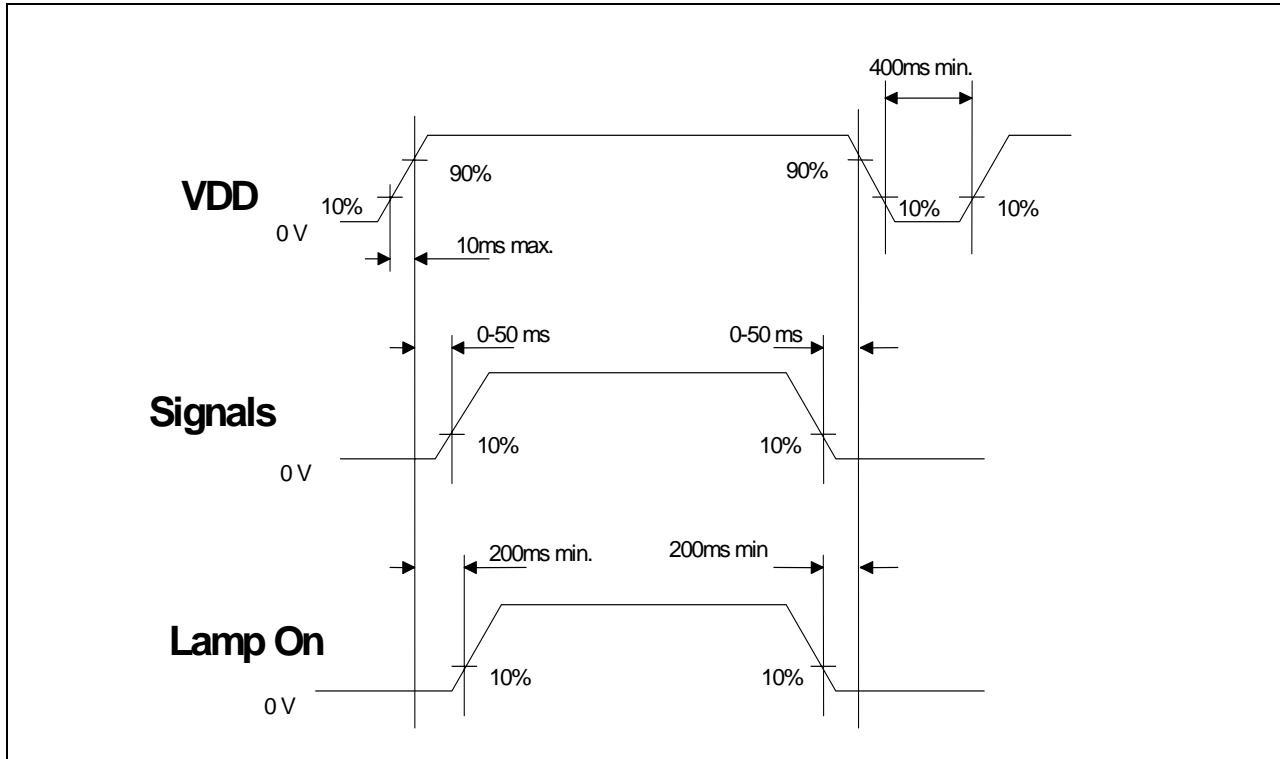 400ms min.
90%
90%
VDD
10%
10%
10%
0 V
10ms max.
0-50 ms
0-50 ms
Signals
10%
10%
0 V
200ms min.
200ms min
Lamp On
10%
10%
0 V